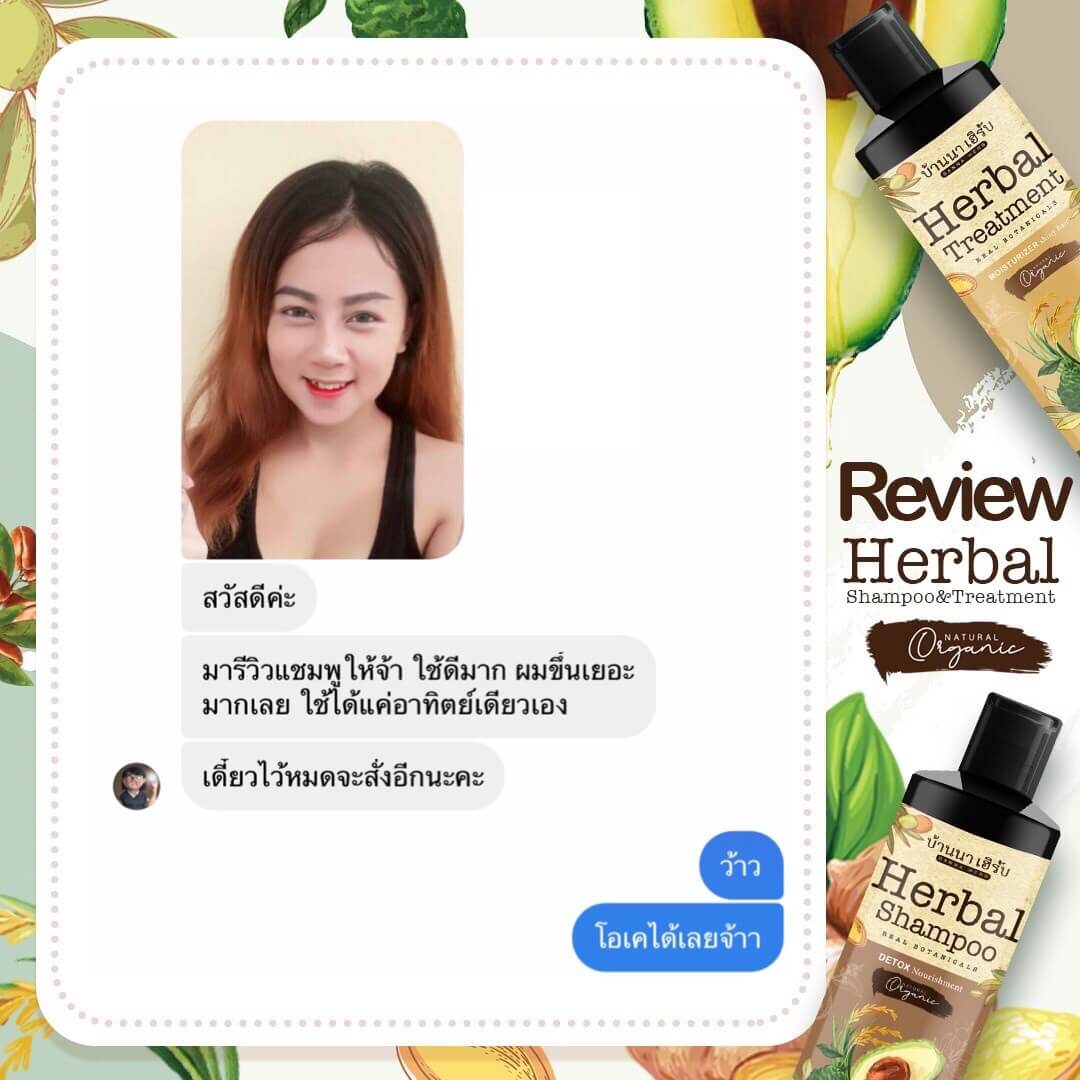 สวัสดีค่ะ
มารีวิวแชมพูให้จ้า ใช้ดีมาก ผมขึ้นเยอะ
มากเลย ใช้ได้แค่อาทิตย์เดียวเอง
เดี๋ยวไว้หมดจะสั่งอีกนะคะ
ว้าว
โอเคได้เลยจ้าา
บ้านนา เฮิร์บ
BANNA HERB
Herbal
Treatment
REAL BOTANICALS
MOISTURIZER
NATURAL
Organic
Review
Herbal
Shampoo&Treatment
NATURAL
Organic
บ้านนา เฮิร์บ
BANNA HERB
Herbal
Shampoo
REAL BOTANICALS
DETOX Nourishment
NATURAL
Organic